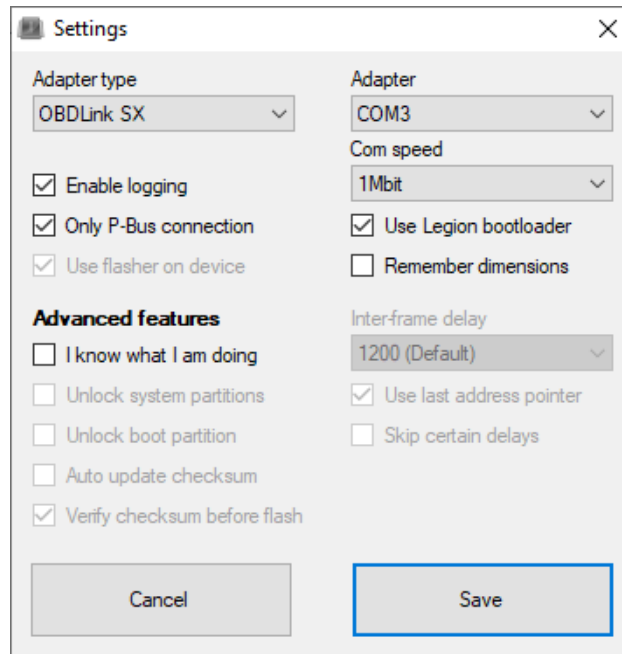 Settings
Adapter type
OBDLink SX
Adapter
COM3
Com speed
1Mbit
Enable logging
Only P-Bus connection
Use flasher on device
Use Legion bootloader
Remember dimensions
Advanced features
I know what I am doing
Unlock system partitions
Unlock boot partition
Auto update checksum
Verify checksum before flash
Inter-frame delay
1200 (Default)
Use last address pointer
Skip certain delays
Cancel
Save